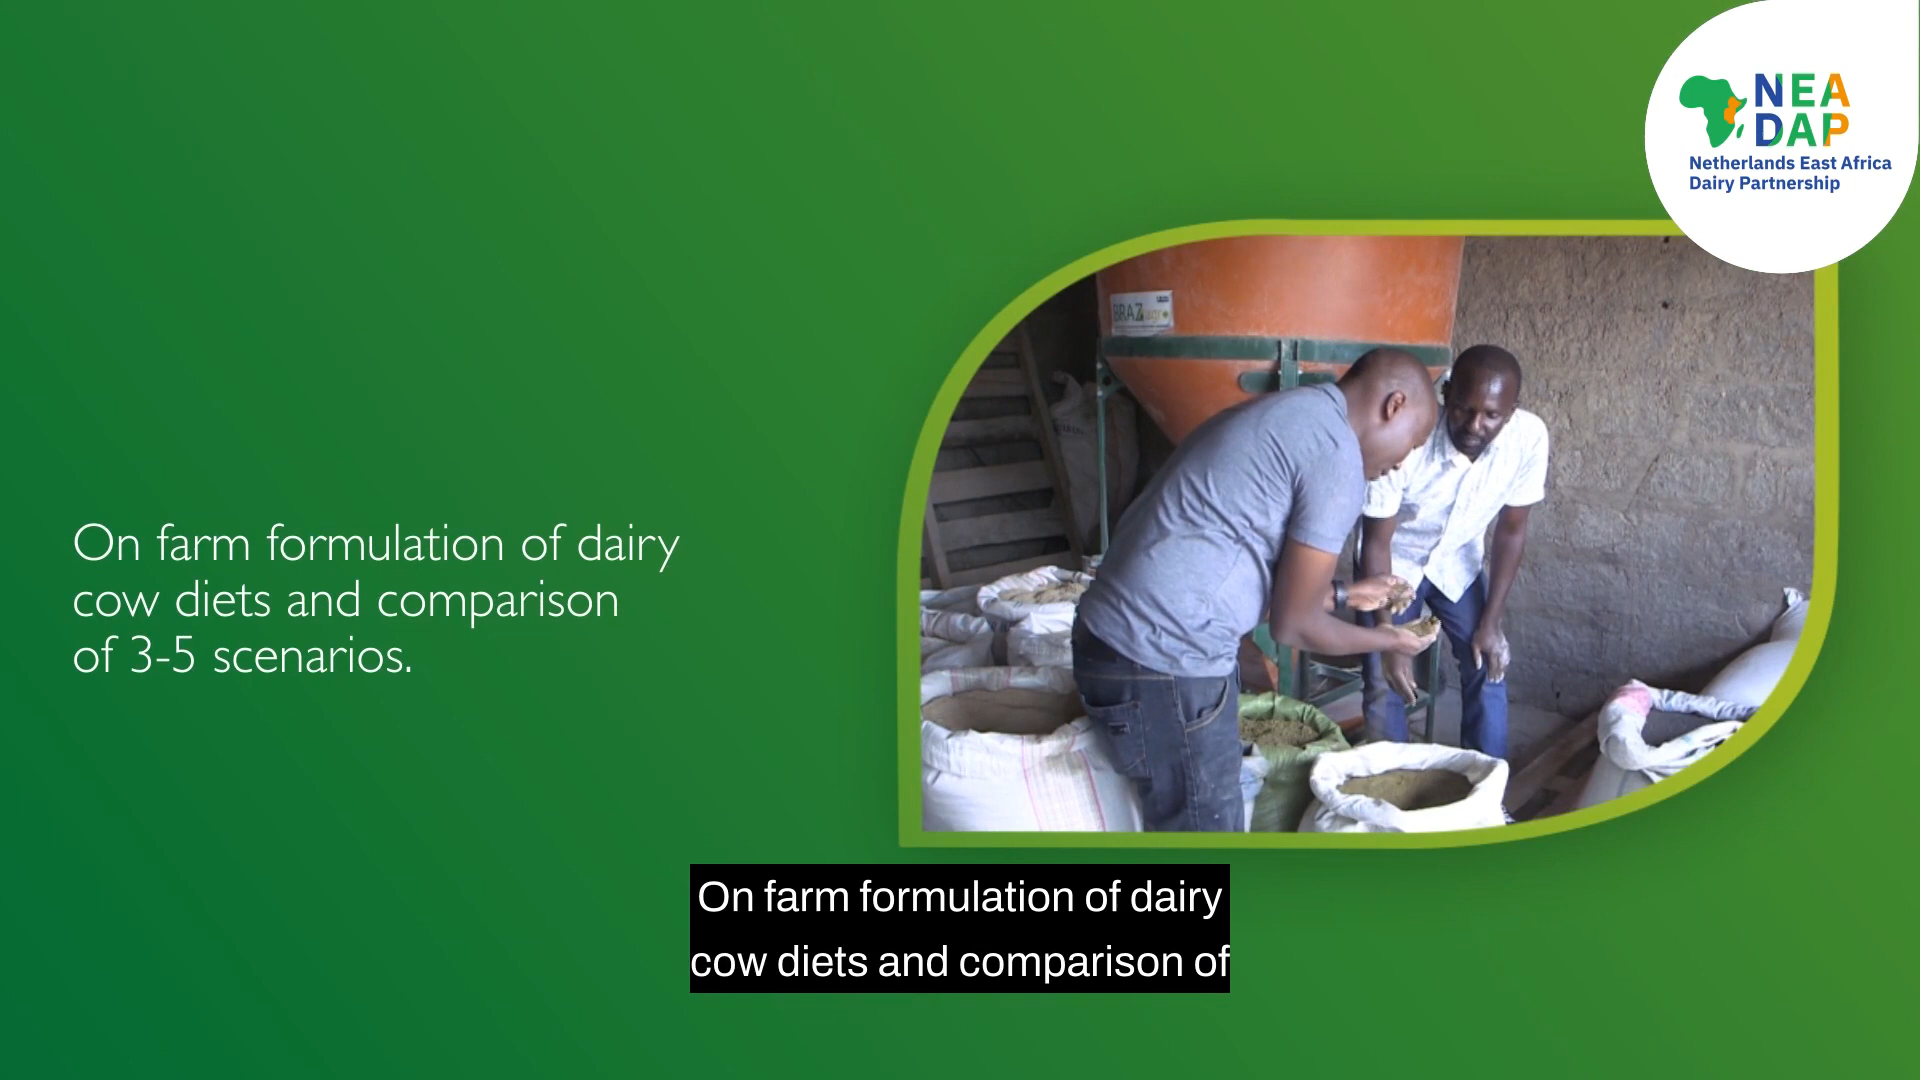 NEA
DAP
Netherlands East Africa
Dairy Partnership
BRAZ
On farm formulation of dairy
cow diets and comparison
of 3-5 scenarios.
On farm formulation of dairy
cow diets and comparison of